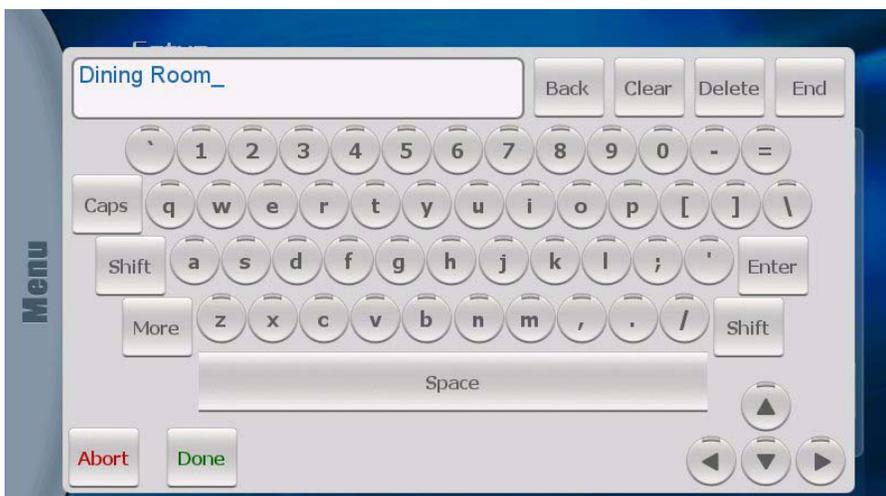 Dining Room_
Back Clear Delete End
` 1 2 3 4 5 6 7 8 9 0 - =
Caps q w e r t y u i o p [ ] \
Shift a s d f g h j k l ; ' Enter
More z x c v b n m , . / Shift
Space
Abort Done
Menu